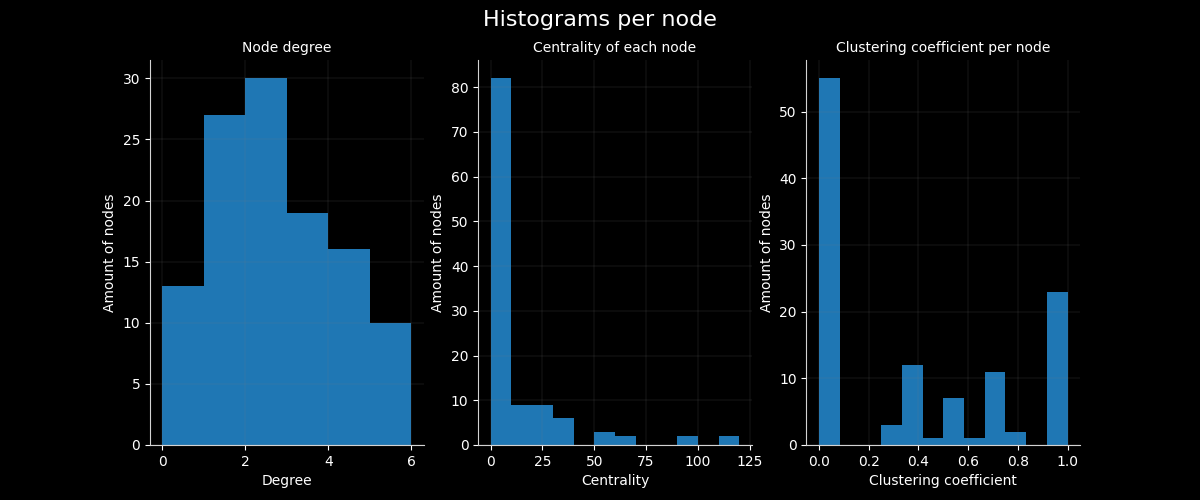 Histograms per node
Node degree
Amount of nodes
30
25
20
15
10
5
0
0 2 4 6
Degree
Centrality of each node
Amount of nodes
80
70
60
50
40
30
20
10
0
0 25 50 75 100 125
Centrality
Clustering coefficient per node
Amount of nodes
50
40
30
20
10
0
0.0 0.2 0.4 0.6 0.8 1.0
Clustering coefficient